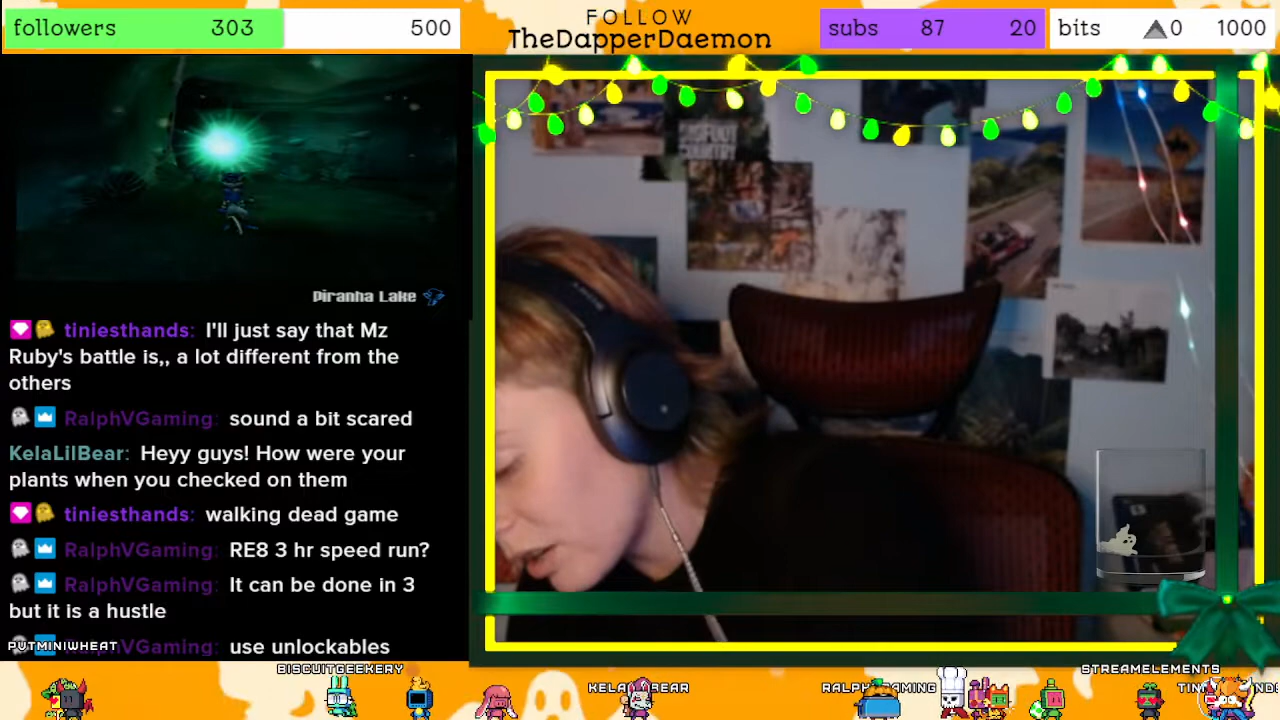 followers 303 500
FOLLOW
TheDapperDaemon
subs 87 20
bits 0 1000
BIGFOOT
COUNTRY
Piranha Lake
tiniesthands: I'll just say that Mz
Ruby's battle is,, a lot different from the
others
RalphVGaming: sound a bit scared
KelaLilBear: Heyy guys! How were your
plants when you checked on them
tiniesthands: walking dead game
RalphVGaming: RE8 3 hr speed run?
RalphVGaming: It can be done in 3
but it is a hustle
use unlockables
PUTMINIWHEAT
BISCUITGEEKERY
STREAMELEMENTS